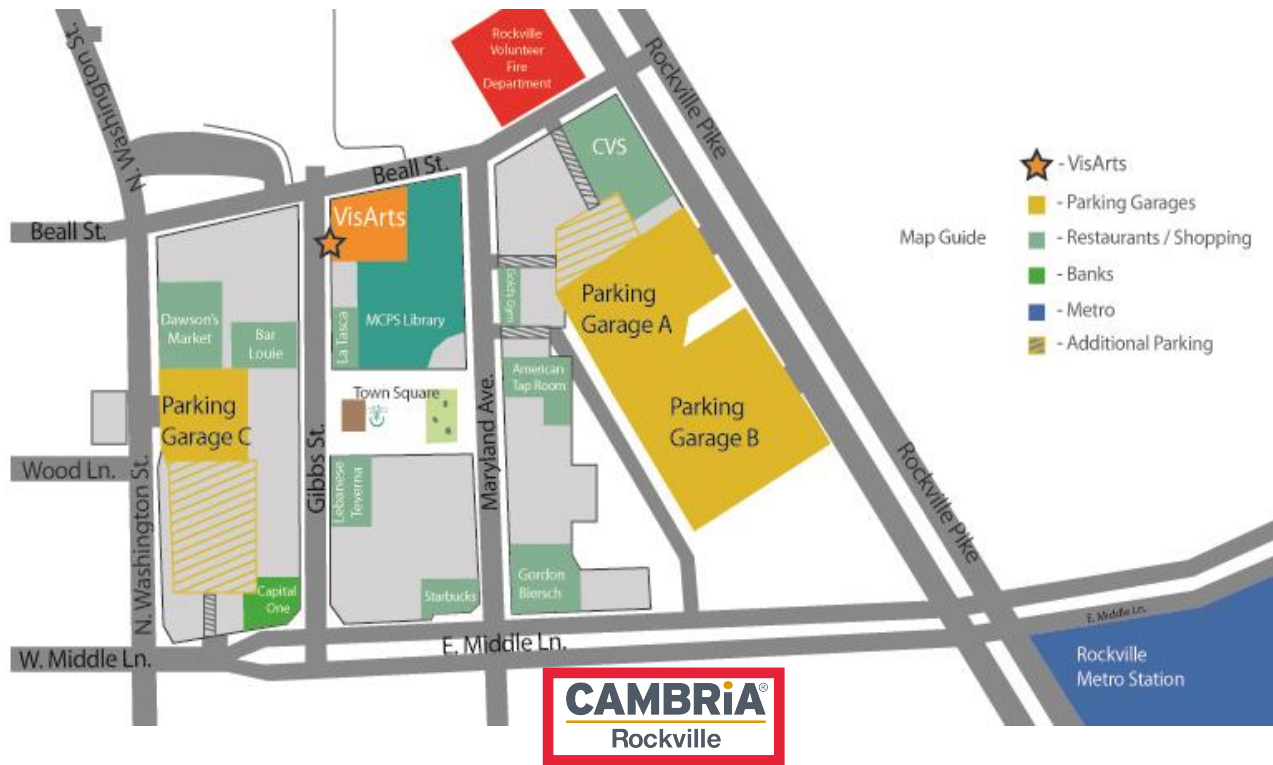 N. Washington St.
Rockville
Volunteer
Fire
Department
Rockville Pike
CVS
Beall St.
Beall St.
VisArts
- VisArts
- Parking Garages
Map Guide
- Restaurants / Shopping
- Banks
- Metro
- Additional Parking
Dawson's
Market
Bar
Louie
La Tasca
MCPS Library
Gold's Gym
Parking
Garage A
American
Tap Room
Town Square
Maryland Ave.
Parking
Garage B
Parking
Garage C
Gibbs St.
Wood Ln.
N. Washington St.
Lebanese
Teverna
Rockville Pike
Capital
One
Starbucks
Gordon
Biersch
W. Middle Ln.
E. Middle Ln.
E. Middle Ln.
Rockville
Metro Station
CAMBRiA®
Rockville